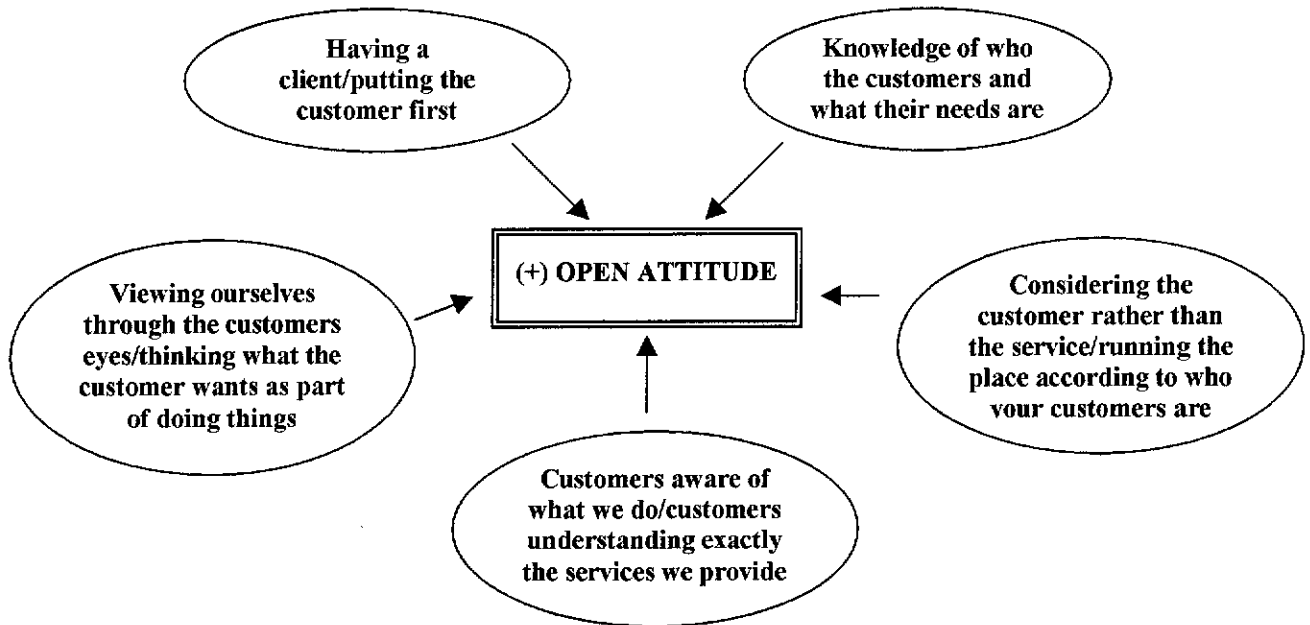 Having a
client/putting the
customer first
Knowledge of who
the customers and
what their needs are
(+) OPEN ATTITUDE
Viewing ourselves
through the customers
eyes/thinking what the
customer wants as part
of doing things
Considering the
customer rather than
the service/running the
place according to who
your customers are
Customers aware of
what we do/customers
understanding exactly
the services we provide